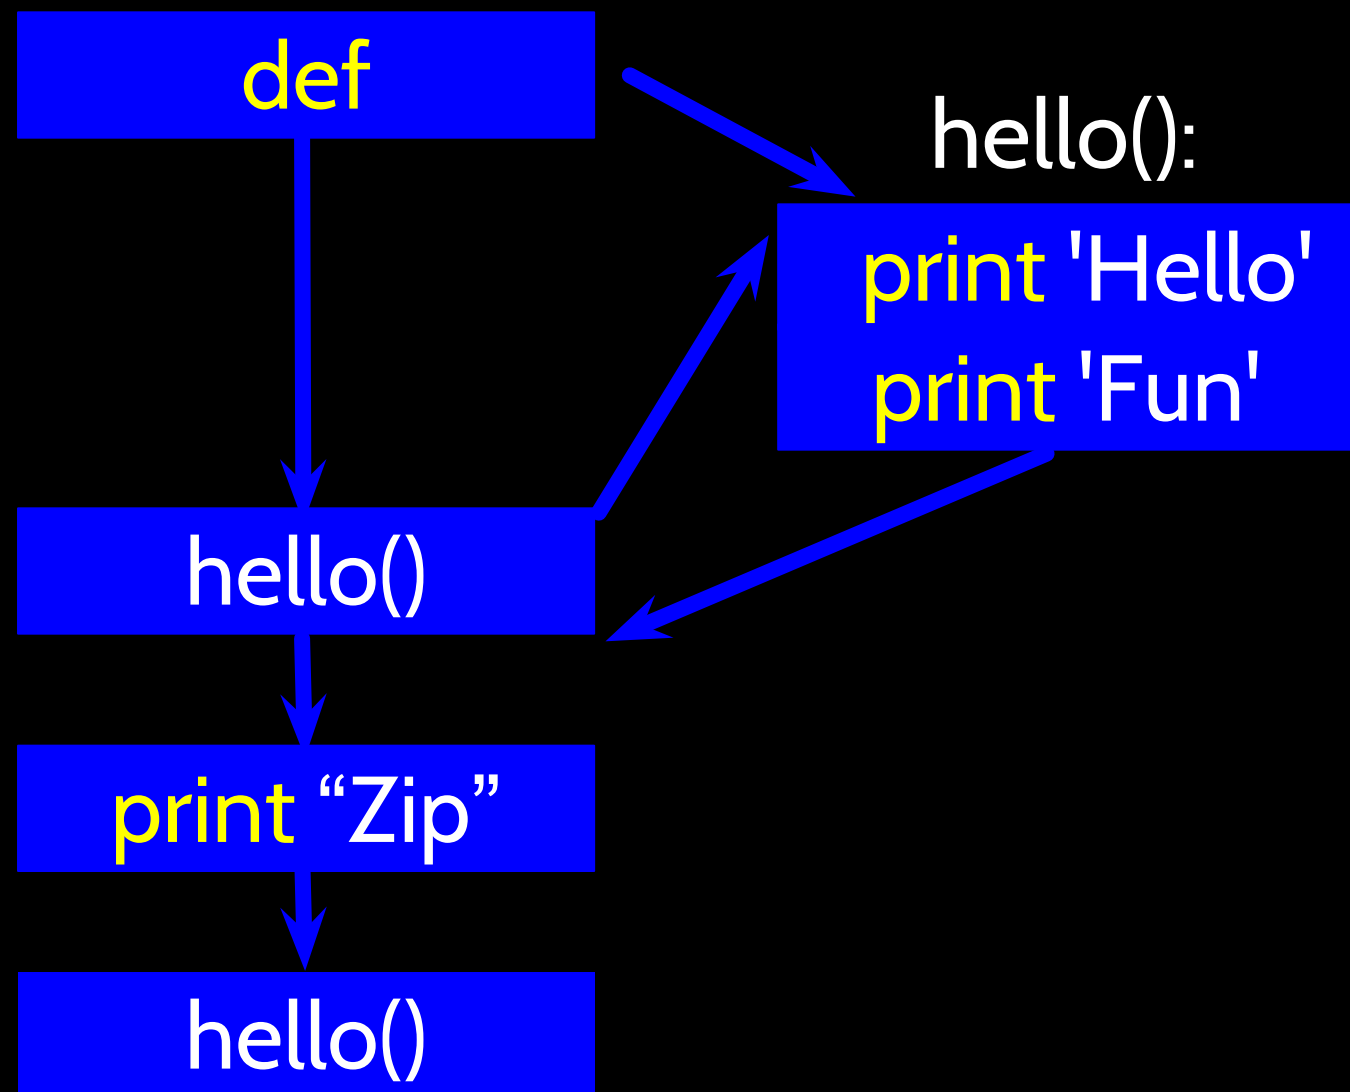 def
hello():
print 'Hello'
print 'Fun'
hello()
print “Zip”
hello()